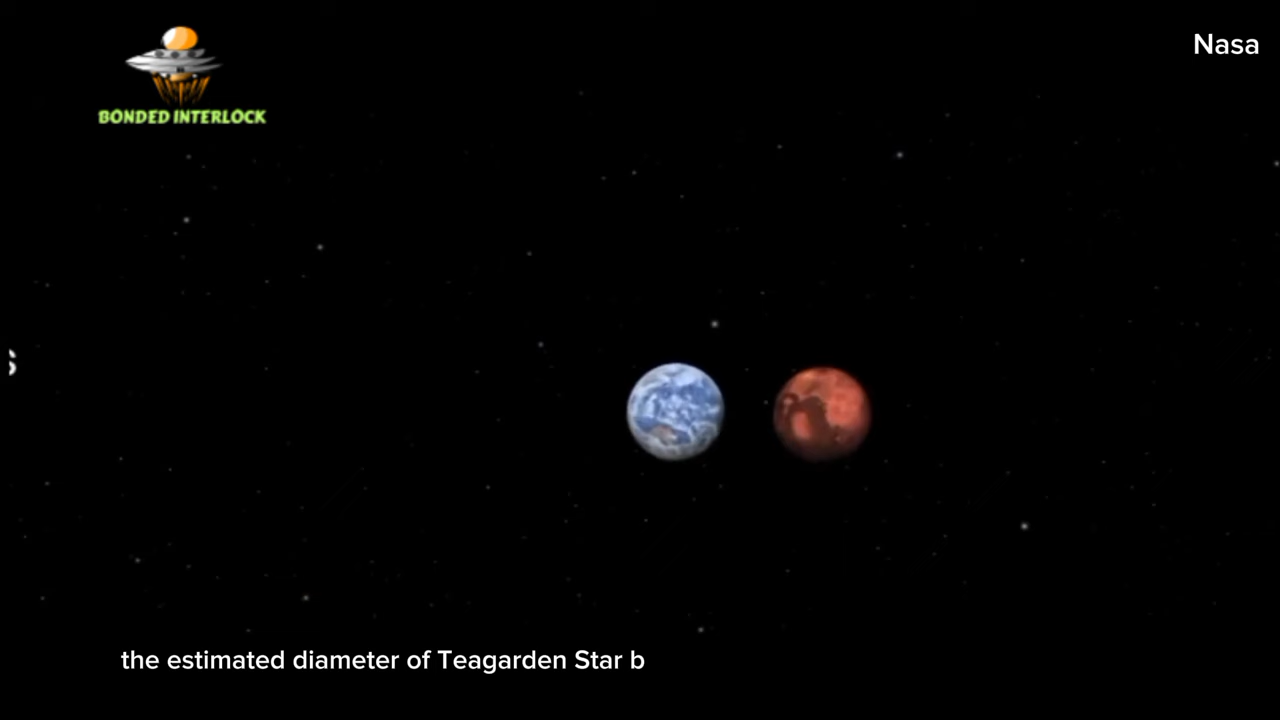 Nasa
BONDED INTERLOCK
s
the estimated diameter of Teagarden Star b